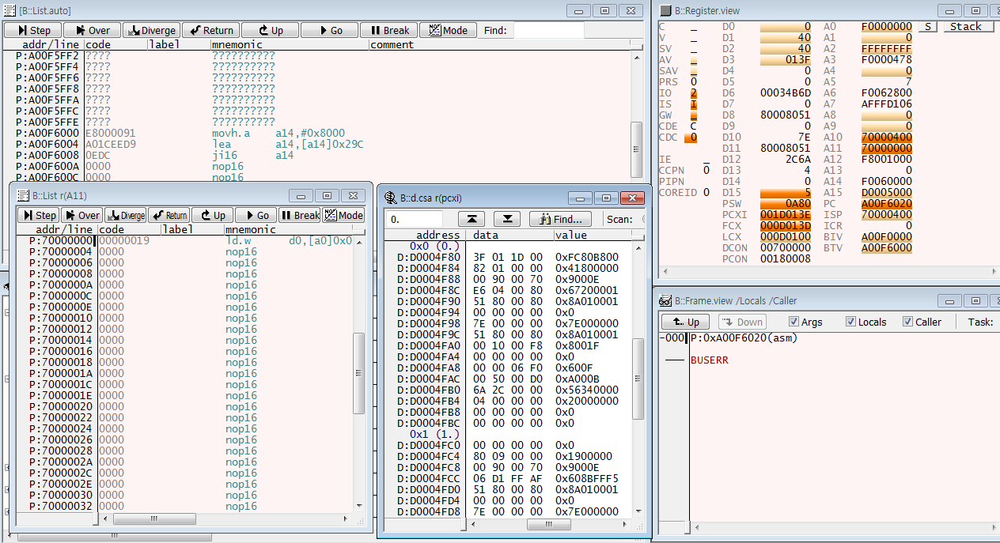 [B::List.auto]
Step Over Diverge Return Up Go Break Mode Find:
addr/line code label mnemonic comment
P:A00F5FF2 ???? ??????????
P:A00F5FF4 ???? ??????????
P:A00F5FF6 ???? ??????????
P:A00F5FF8 ???? ??????????
P:A00F5FFA ???? ??????????
P:A00F5FFC ???? ??????????
P:A00F5FFE ???? ??????????
P:A00F6000 E8000091 movh.a a14,#0x8000
P:A00F6004 A01CEED9 lea a14,[a14]0x29C
P:A00F6008 0EDC ji16 a14
P:A00F600A 0000 nop16
P:A00F600C 0000 nop16
B::List r(A11)
Step Over Diverge Return Up Go Break Mode
addr/line code label mnemonic
P:70000000 00000019 ld.w d0,[a0]0x0
P:70000004 0000 nop16
P:70000006 0000 nop16
P:70000008 0000 nop16
P:7000000A 0000 nop16
P:7000000C 0000 nop16
P:7000000E 0000 nop16
P:70000010 0000 nop16
P:70000012 0000 nop16
P:70000014 0000 nop16
P:70000016 0000 nop16
P:70000018 0000 nop16
P:7000001A 0000 nop16
P:7000001C 0000 nop16
P:7000001E 0000 nop16
P:70000020 0000 nop16
P:70000022 0000 nop16
P:70000024 0000 nop16
P:70000026 0000 nop16
P:70000028 0000 nop16
P:7000002A 0000 nop16
P:7000002C 0000 nop16
P:7000002E 0000 nop16
P:70000030 0000 nop16
P:70000032 0000 nop16
B::d.csa r(pcxi)
0. Find... Scan:
address data value
0x0 (0.)
D:D0004F80 3F 01 1D 00 0xFC80B800
D:D0004F84 82 01 00 00 0x41800000
D:D0004F88 00 90 00 70 0x9000E
D:D0004F8C E6 04 00 80 0x67200001
D:D0004F90 51 80 00 80 0x8A010001
D:D0004F94 00 00 00 00 0x0
D:D0004F98 7E 00 00 00 0x7E000000
D:D0004F9C 51 80 00 80 0x8A010001
D:D0004FA0 00 10 00 F8 0x8001F
D:D0004FA4 00 00 00 00 0x0
D:D0004FA8 00 00 06 F0 0x600F
D:D0004FAC 00 50 00 D0 0xA000B
D:D0004FB0 6A 2C 00 00 0x56340000
D:D0004FB4 04 00 00 00 0x20000000
D:D0004FB8 00 00 00 00 0x0
D:D0004FBC 00 00 00 00 0x0
0x1 (1.)
D:D0004FC0 00 00 00 00 0x0
D:D0004FC4 80 09 00 00 0x1900000
D:D0004FC8 00 90 00 70 0x9000E
D:D0004FCC 06 D1 FF AF 0x608BFFF5
D:D0004FD0 51 80 00 80 0x8A010001
D:D0004FD4 00 00 00 00 0x0
D:D0004FD8 7E 00 00 00 0x7E000000
B::Register.view
C _ D0 0 A0 F0000000 S Stack
V _ D1 40 A1 0
SV _ D2 40 A2 FFFFFFFF
AV _ D3 013F A3 F0000478
SAV _ D4 0 A4 0
PRS 0 D5 0 A5 7
IO 2 D6 00034B6D A6 F0062800
IS I D7 0 A7 AFFFD106
GW _ D8 80008051 A8 0
CDE C D9 0 A9 0
CDC 0 D10 7E A10 70000400
D11 80008051 A11 70000000
IE _ D12 2C6A A12 F8001000
CCPN 0 D13 4 A13 0
PIPN D14 0 A14 F0060000
COREID 0 D15 5 A15 D0005000
PSW 0A80 PC A00F6020
PCXI 001D013E ISP 70000400
FCX 000D013D ICR 0
LCX 000D0100 BIV A00F0000
DCON 00700000 BTV A00F6000
PCON 00180008
B::Frame.view /Locals /Caller
Up Down Args Locals Caller Task:
-000 P:0xA00F6020(asm)
BUSERR